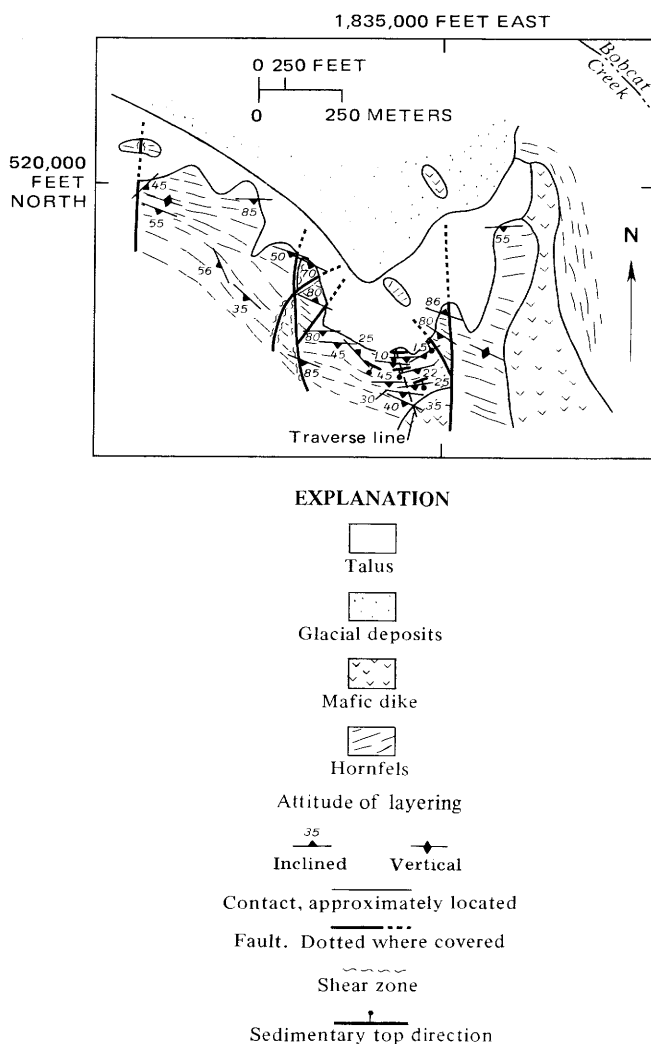 1,835,000 FEET EAST
Bobcat
Creek
0 250 FEET
0 250 METERS
520,000
FEET
NORTH
N
45
55
85
56
35
50
70
80
80
45
25
85
10
15
45
22
25
30
40
35
86
80
55
Traverse line
EXPLANATION
Talus
Glacial deposits
Mafic dike
Hornfels
Attitude of layering
35
Inclined Vertical
Contact, approximately located
Fault. Dotted where covered
Shear zone
Sedimentary top direction